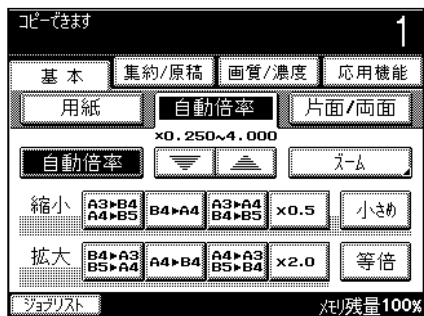 コピーできます
1
基本 集約/原稿 画質/濃度 応用機能
用紙 自動倍率 片面/両面
×0.250~4.000
自動倍率 ズーム
縮小 A3▸B4 B4▸A4 A3▸A4 ×0.5 小さめ
A4▸B5 B4▸B5
拡大 B4▸A3 A4▸B4 A4▸A3 ×2.0 等倍
B5▸A4 B5▸B4
ジョブリスト メモリ残量100%